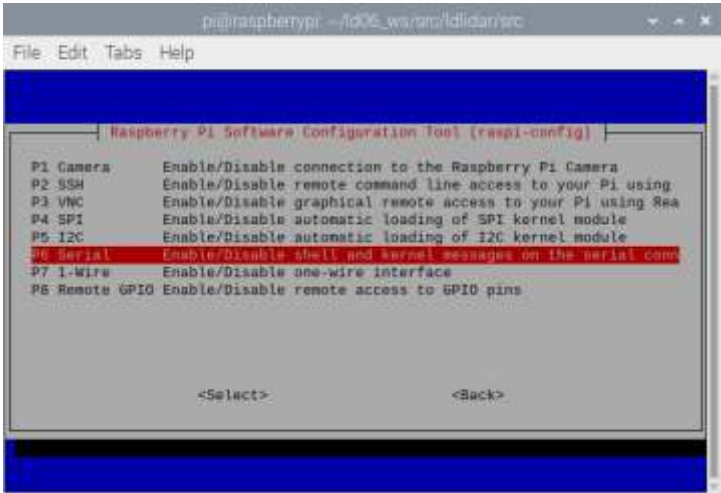 pi@raspberrypi: ~/ld06_ws/src/ldlidar/src
File Edit Tabs Help
Raspberry Pi Software Configuration Tool (raspi-config)
P1 Camera Enable/Disable connection to the Raspberry Pi Camera
P2 SSH Enable/Disable remote command line access to your Pi using
P3 VNC Enable/Disable graphical remote access to your Pi using Rea
P4 SPI Enable/Disable automatic loading of SPI kernel module
P5 I2C Enable/Disable automatic loading of I2C kernel module
P6 Serial Enable/Disable shell and kernel messages on the serial conn
P7 1-Wire Enable/Disable one-wire interface
P8 Remote GPIO Enable/Disable remote access to GPIO pins
<Select> <Back>